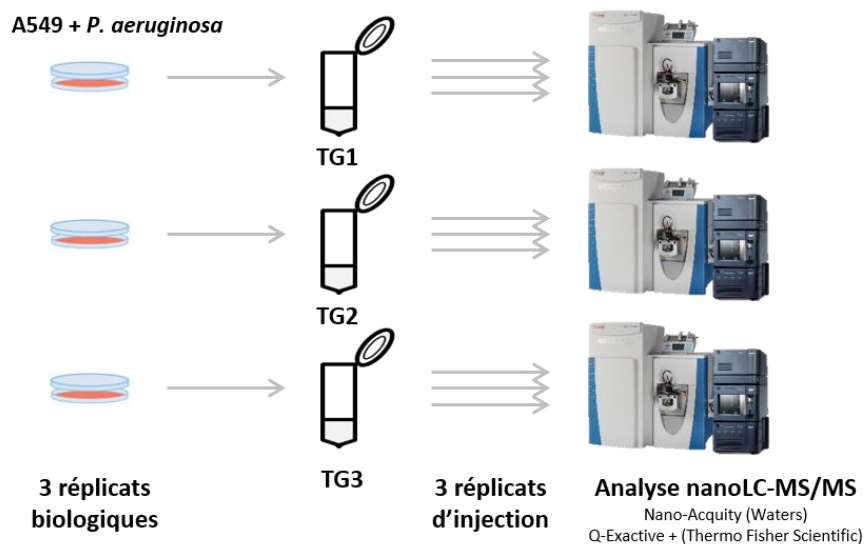 A549 + P. aeruginosa
TG1
TG2
TG3
3 réplicats
biologiques
3 réplicats
d'injection
Analyse nanoLC-MS/MS
Nano-Acquity (Waters)
Q-Exactive + (Thermo Fisher Scientific)